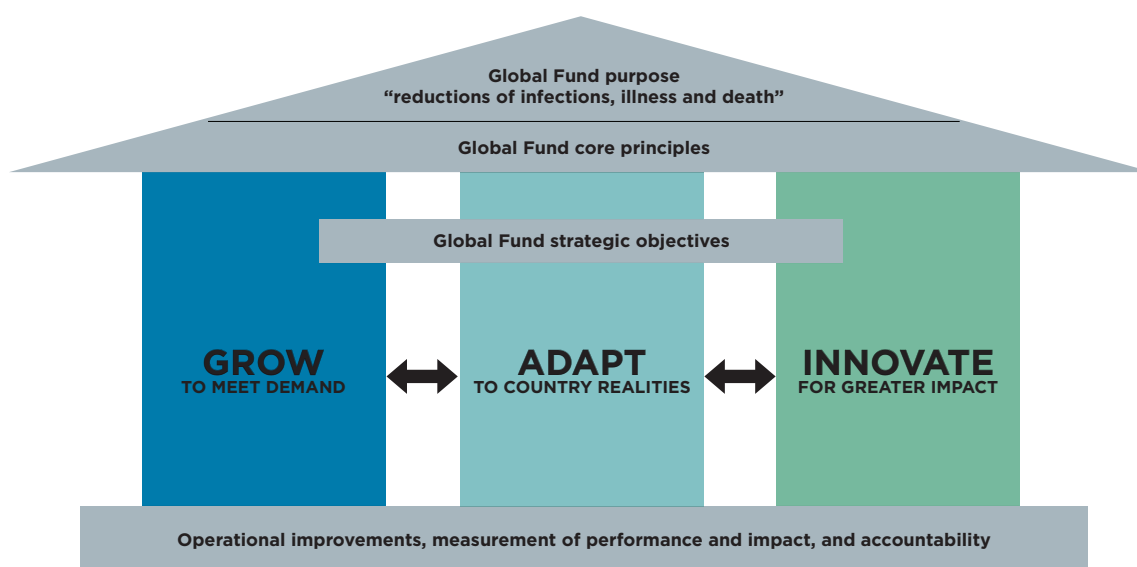 Global Fund purpose
“reductions of infections, illness and death”
Global Fund core principles
Global Fund strategic objectives
GROW
TO MEET DEMAND
ADAPT
TO COUNTRY REALITIES
INNOVATE
FOR GREATER IMPACT
Operational improvements, measurement of performance and impact, and accountability